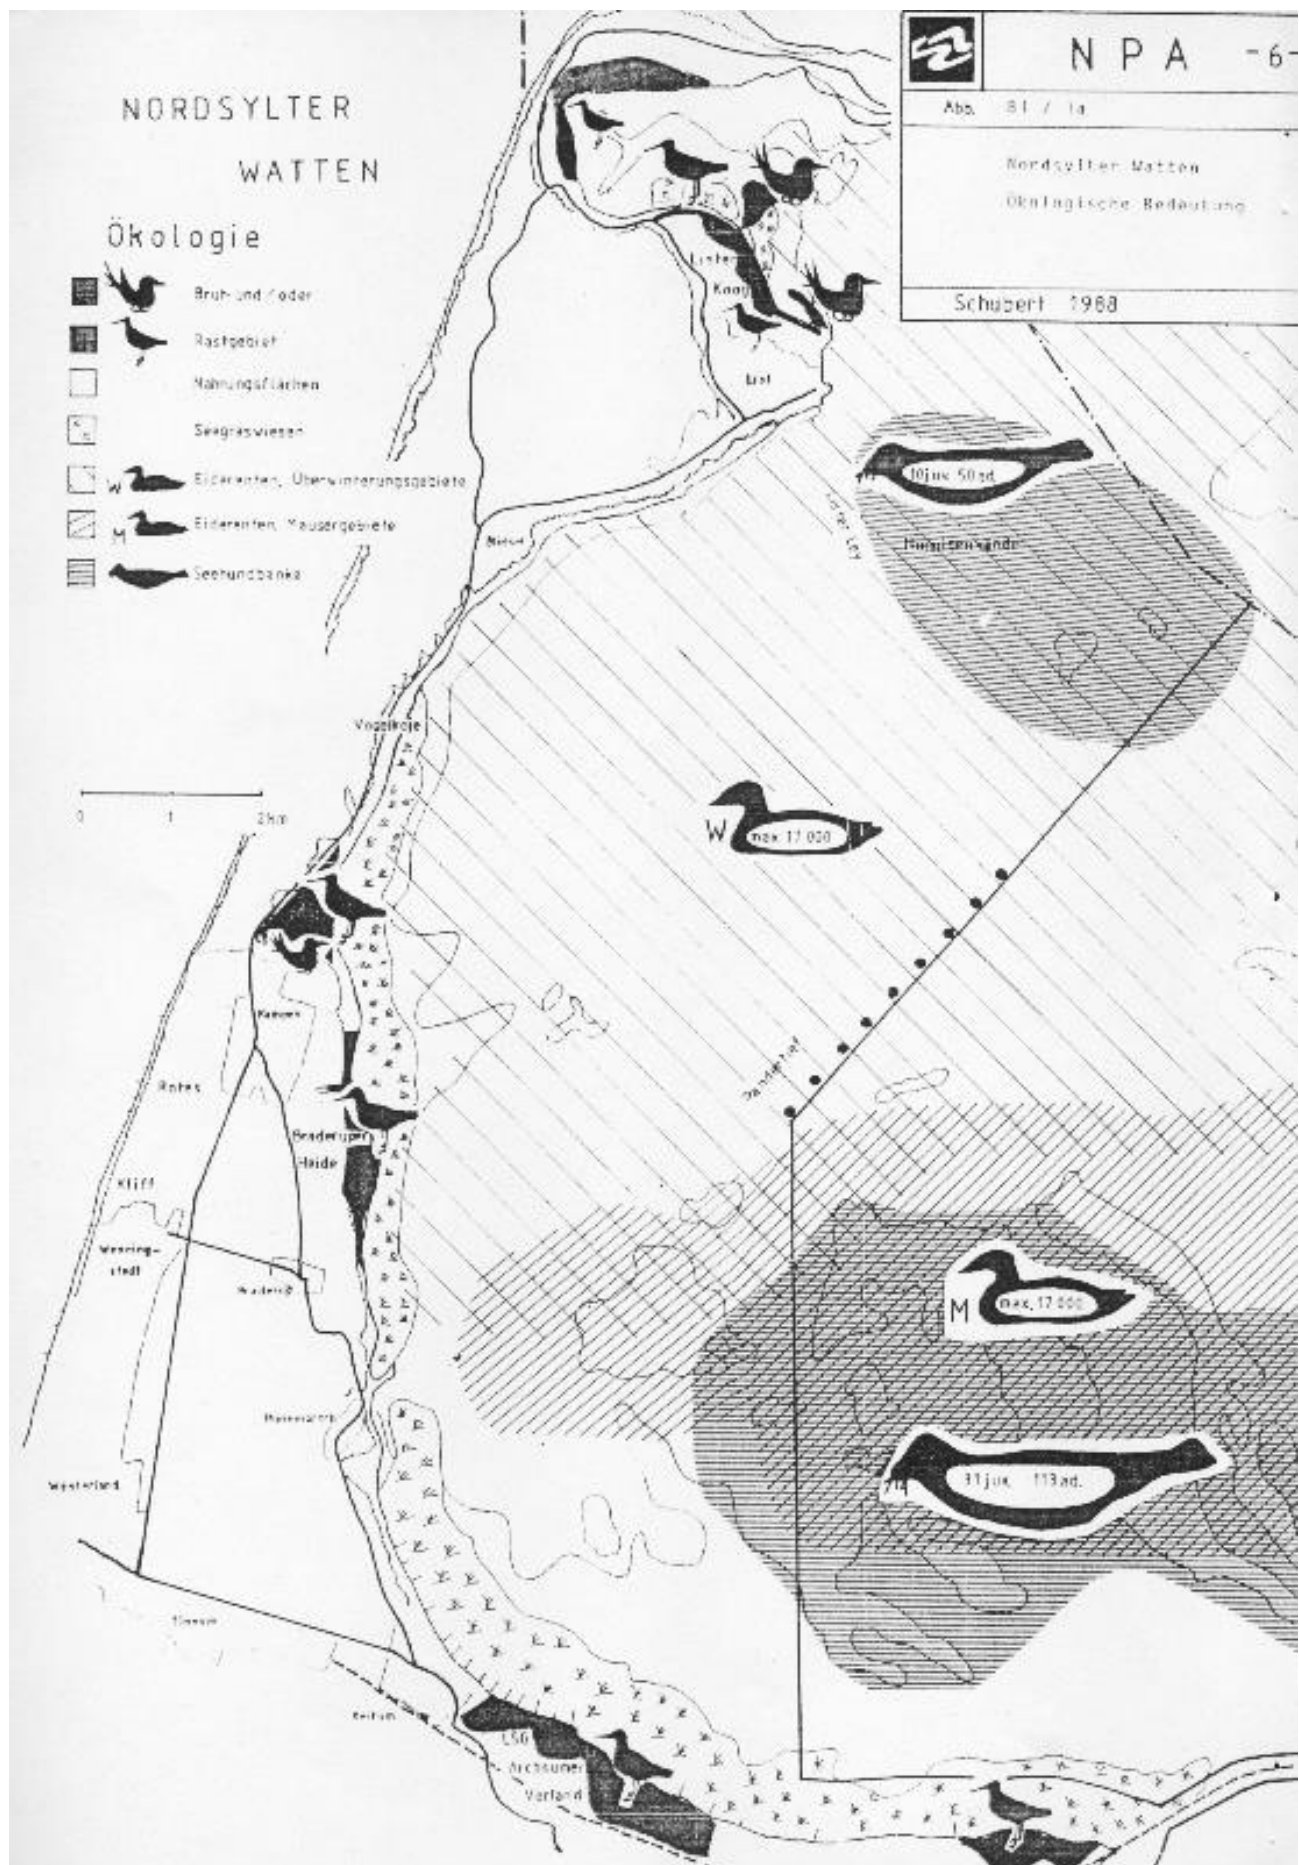 NORDSYLTER
WATTEN
Ökologie
Brut-und/oder
Rastgebiet
Nahrungsflächen
Seegraswiesen
W Eiderenten, Überwinterungsgebiete
M Eiderenten, Mausergebiete
Seehundbänke
NPA -6-
Abb. 81 / 1a
Nordsylter Watten
Ökologische Bedeutung
Schubert 1988
Koog
List
10 juv. 50 ad.
Blidsel
Vogelkoje
0 1 2km
W max. 17 000
Kampen
Rotes
Kliff
Braderuper
Heide
Wenning-
stedt
Braderup
M max. 17 000
31 juv. 113 ad.
Westerland
Tinnum
Keitum
LSG
Archsumer
Vorland